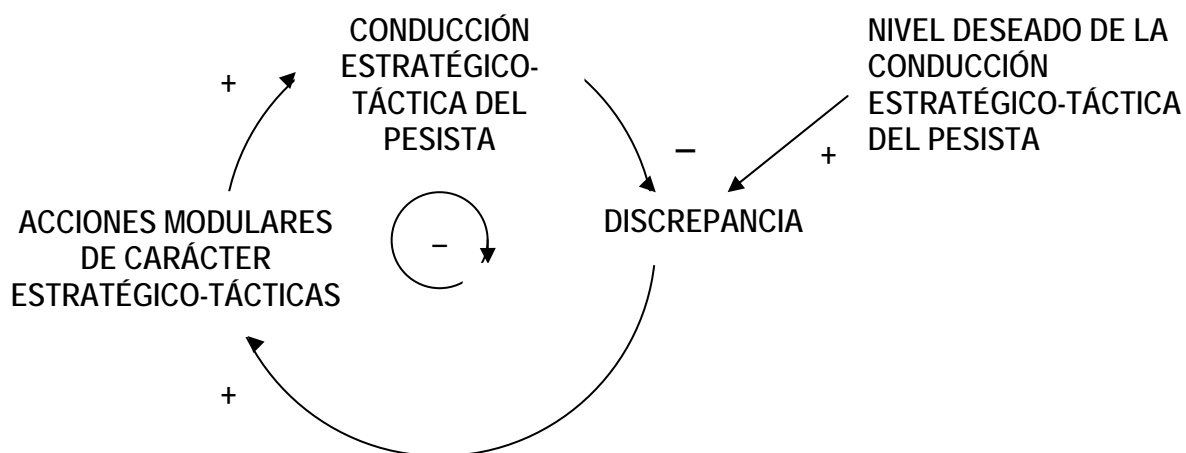 CONDUCCIÓN
ESTRATÉGICO-
TÁCTICA DEL
PESISTA
NIVEL DESEADO DE LA
CONDUCCIÓN
ESTRATÉGICO-TÁCTICA
DEL PESISTA
+
–
+
ACCIONES MODULARES
DE CARÁCTER
ESTRATÉGICO-TÁCTICAS
–
DISCREPANCIA
+